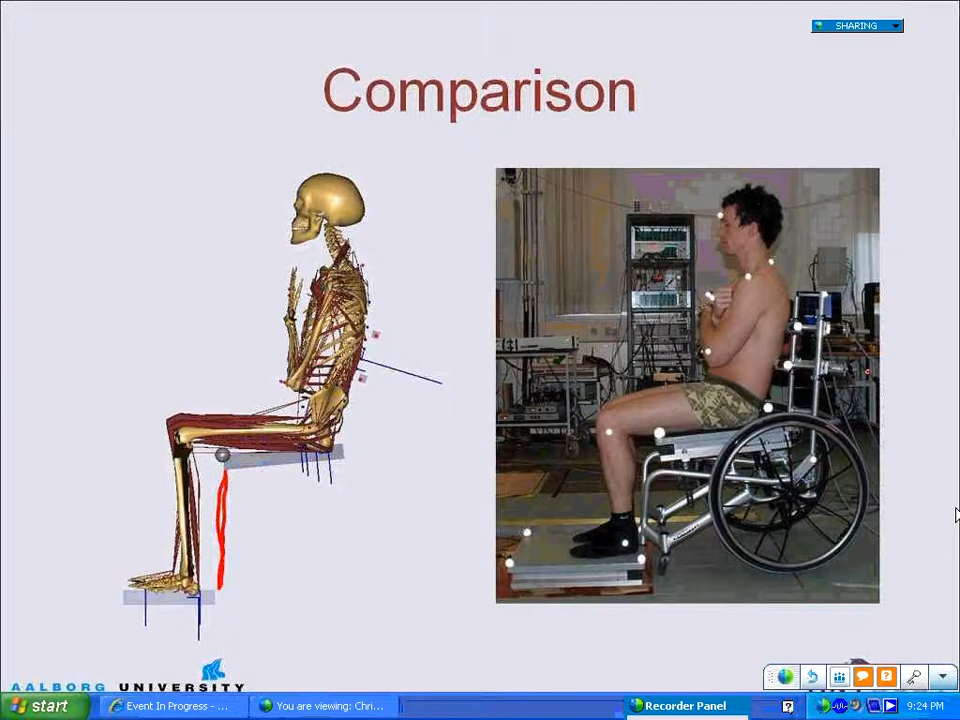 SHARING
Comparison
AALBORG UNIVERSITY
start
Event In Progress - ...
You are viewing: Chri...
Recorder Panel
9:24 PM